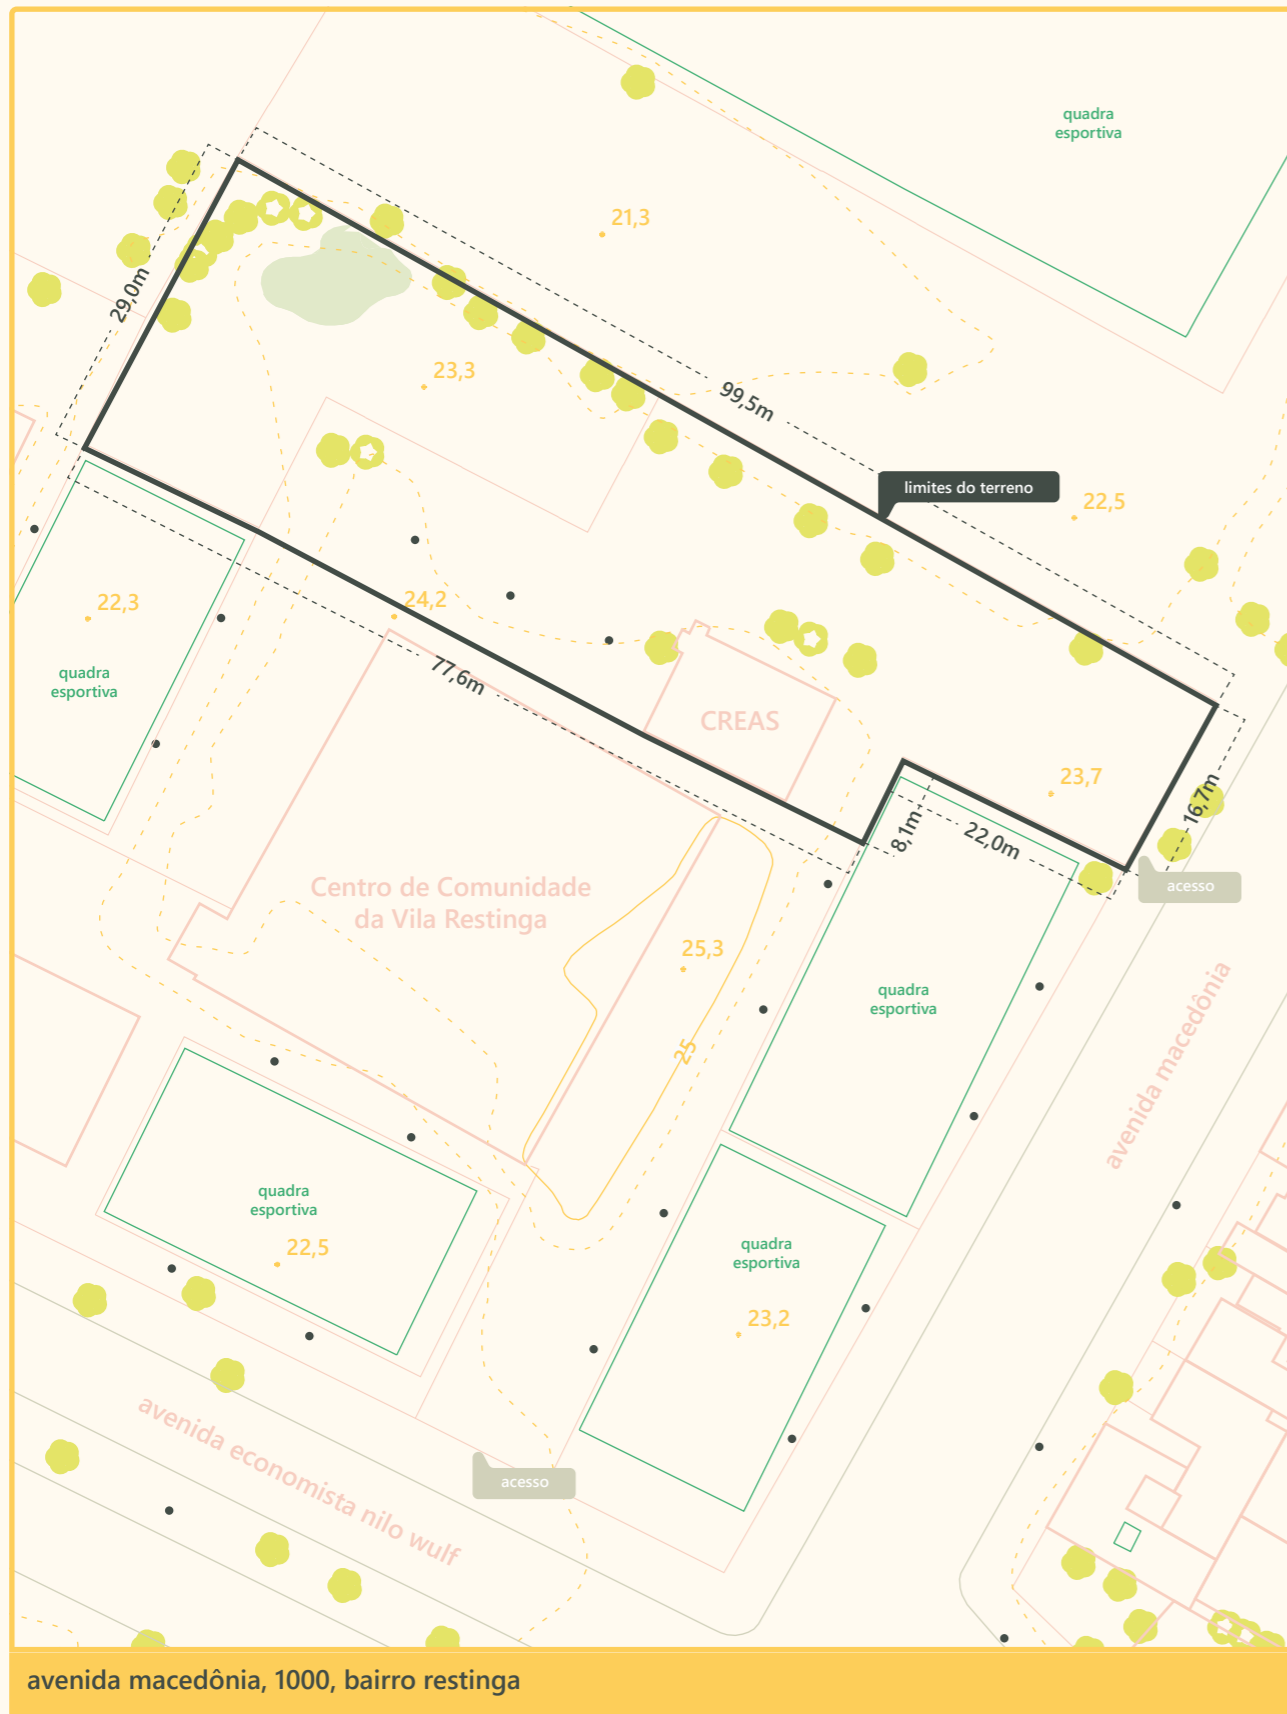 quadra
esportiva
21,3
29,0m
23,3
99,5m
limites do terreno
22,5
22,3
24,2
quadra
esportiva
77,6m
CREAS
23,7
16,7m
8,1m
22,0m
acesso
Centro de Comunidade
da Vila Restinga
25,3
quadra
esportiva
25
avenida macedônia
quadra
esportiva
22,5
quadra
esportiva
23,2
avenida economista nilo wulf
acesso
avenida macedônia, 1000, bairro restinga